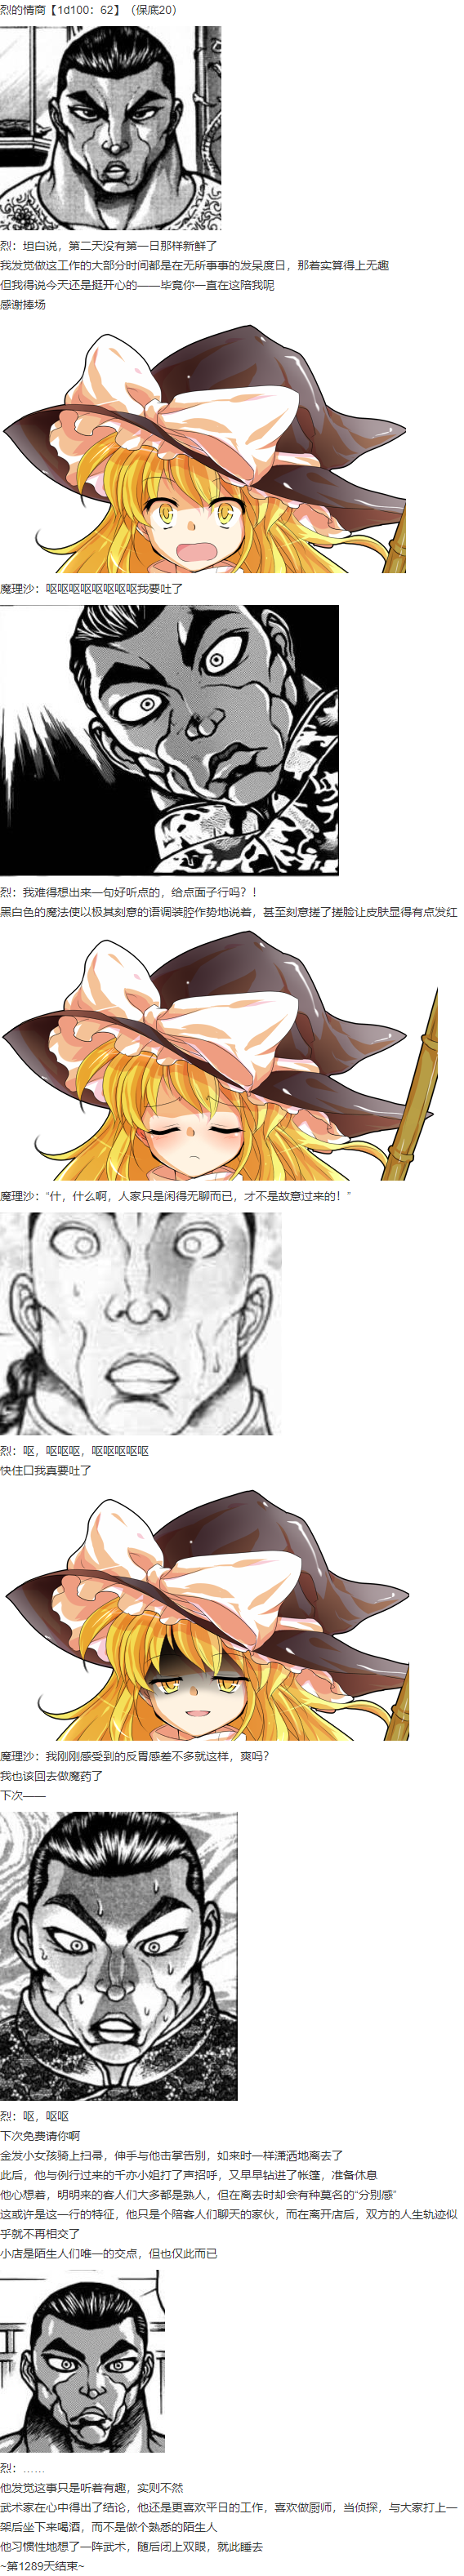 烈的情商【1d100：62】（保底20）
烈：坦白说，第二天没有第一日那样新鲜了
我发觉做这工作的大部分时间都是在无所事事的发呆度日，那着实算得上无趣
但我得说今天还是挺开心的——毕竟你一直在这陪我呢
感谢捧场
魔理沙：呕呕呕呕呕呕呕呕我要吐了
烈：我难得想出来一句好听点的，给点面子行吗？！
黑白色的魔法使以极其刻意的语调装腔作势地说着，甚至刻意搓了搓脸让皮肤显得有点发红
魔理沙：“什，什么啊，人家只是闲得无聊而已，才不是故意过来的！”
烈：呕，呕呕呕，呕呕呕呕呕
快住口我真要吐了
魔理沙：我刚刚感受到的反胃感差不多就这样，爽吗？
我也该回去做魔药了
下次——
烈：呕，呕呕
下次免费请你啊
金发小女孩骑上扫帚，伸手与他击掌告别，如来时一样潇洒地离去了
此后，他与例行过来的千亦小姐打了声招呼，又早早钻进了帐篷，准备休息
他心想着，明明来的客人们大多都是熟人，但在离去时却会有种莫名的“分别感”
这或许是这一行的特征，他只是个陪客人们聊天的家伙，而在离开店后，双方的人生轨迹似
乎就不再相交了
小店是陌生人们唯一的交点，但也仅此而已
烈：……
他发觉这事只是听着有趣，实则不然
武术家在心中得出了结论，他还是更喜欢平日的工作，喜欢做厨师，当侦探，与大家打上一
架后坐下来喝酒，而不是做个熟悉的陌生人
他习惯性地想了一阵武术，随后闭上双眼，就此睡去
~第1289天结束~